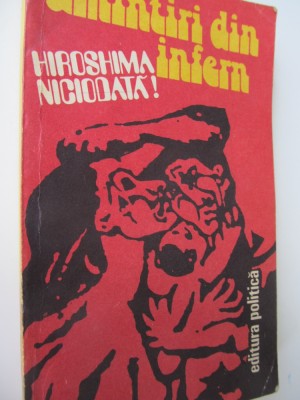 amintiri din
infern
HIROSHIMA
NICIODATĂ!
editura politică